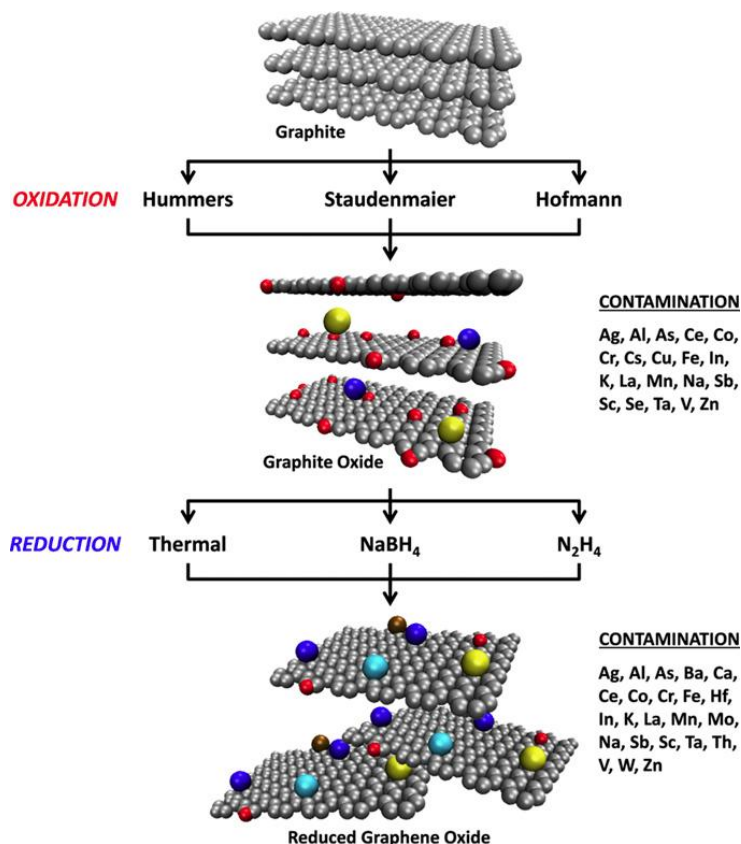 Graphite
OXIDATION Hummers Staudenmaier Hofmann
CONTAMINATION
Ag, Al, As, Ce, Co,
Cr, Cs, Cu, Fe, In,
K, La, Mn, Na, Sb,
Sc, Se, Ta, V, Zn
Graphite Oxide
REDUCTION Thermal NaBH₄ N₂H₄
CONTAMINATION
Ag, Al, As, Ba, Ca,
Ce, Co, Cr, Fe, Hf,
In, K, La, Mn, Mo,
Na, Sb, Sc, Ta, Th,
V, W, Zn
Reduced Graphene Oxide